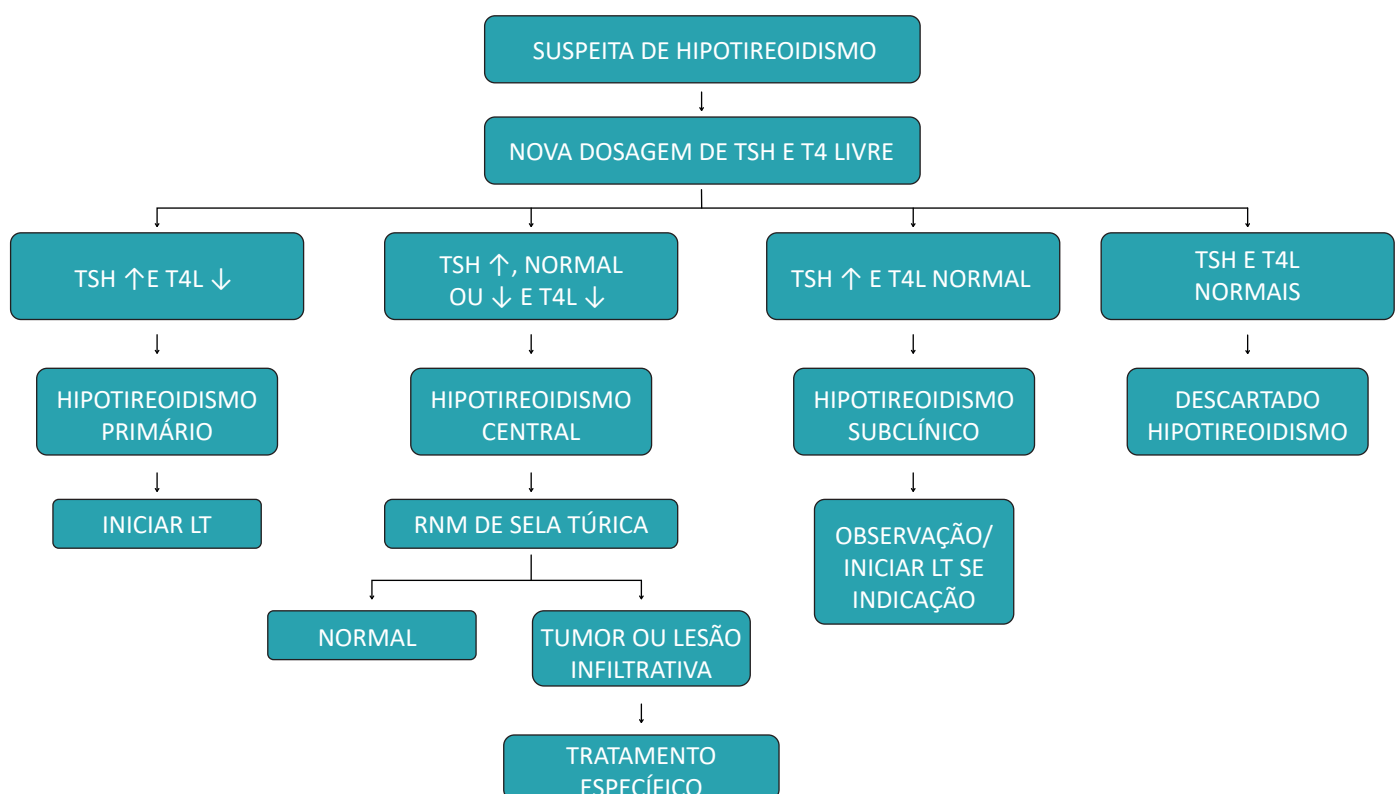 SUSPEITA DE HIPOTIREOIDISMO
NOVA DOSAGEM DE TSH E T4 LIVRE
TSH ↑E T4L ↓
TSH ↑, NORMAL
OU ↓ E T4L ↓
TSH ↑ E T4L NORMAL
TSH E T4L
NORMAIS
HIPOTIREOIDISMO
PRIMÁRIO
HIPOTIREOIDISMO
CENTRAL
HIPOTIREOIDISMO
SUBCLÍNICO
DESCARTADO
HIPOTIREOIDISMO
INICIAR LT
RNM DE SELA TÚRICA
OBSERVAÇÃO/
INICIAR LT SE
INDICAÇÃO
NORMAL
TUMOR OU LESÃO
INFILTRATIVA
TRATAMENTO
ESPECÍFICO